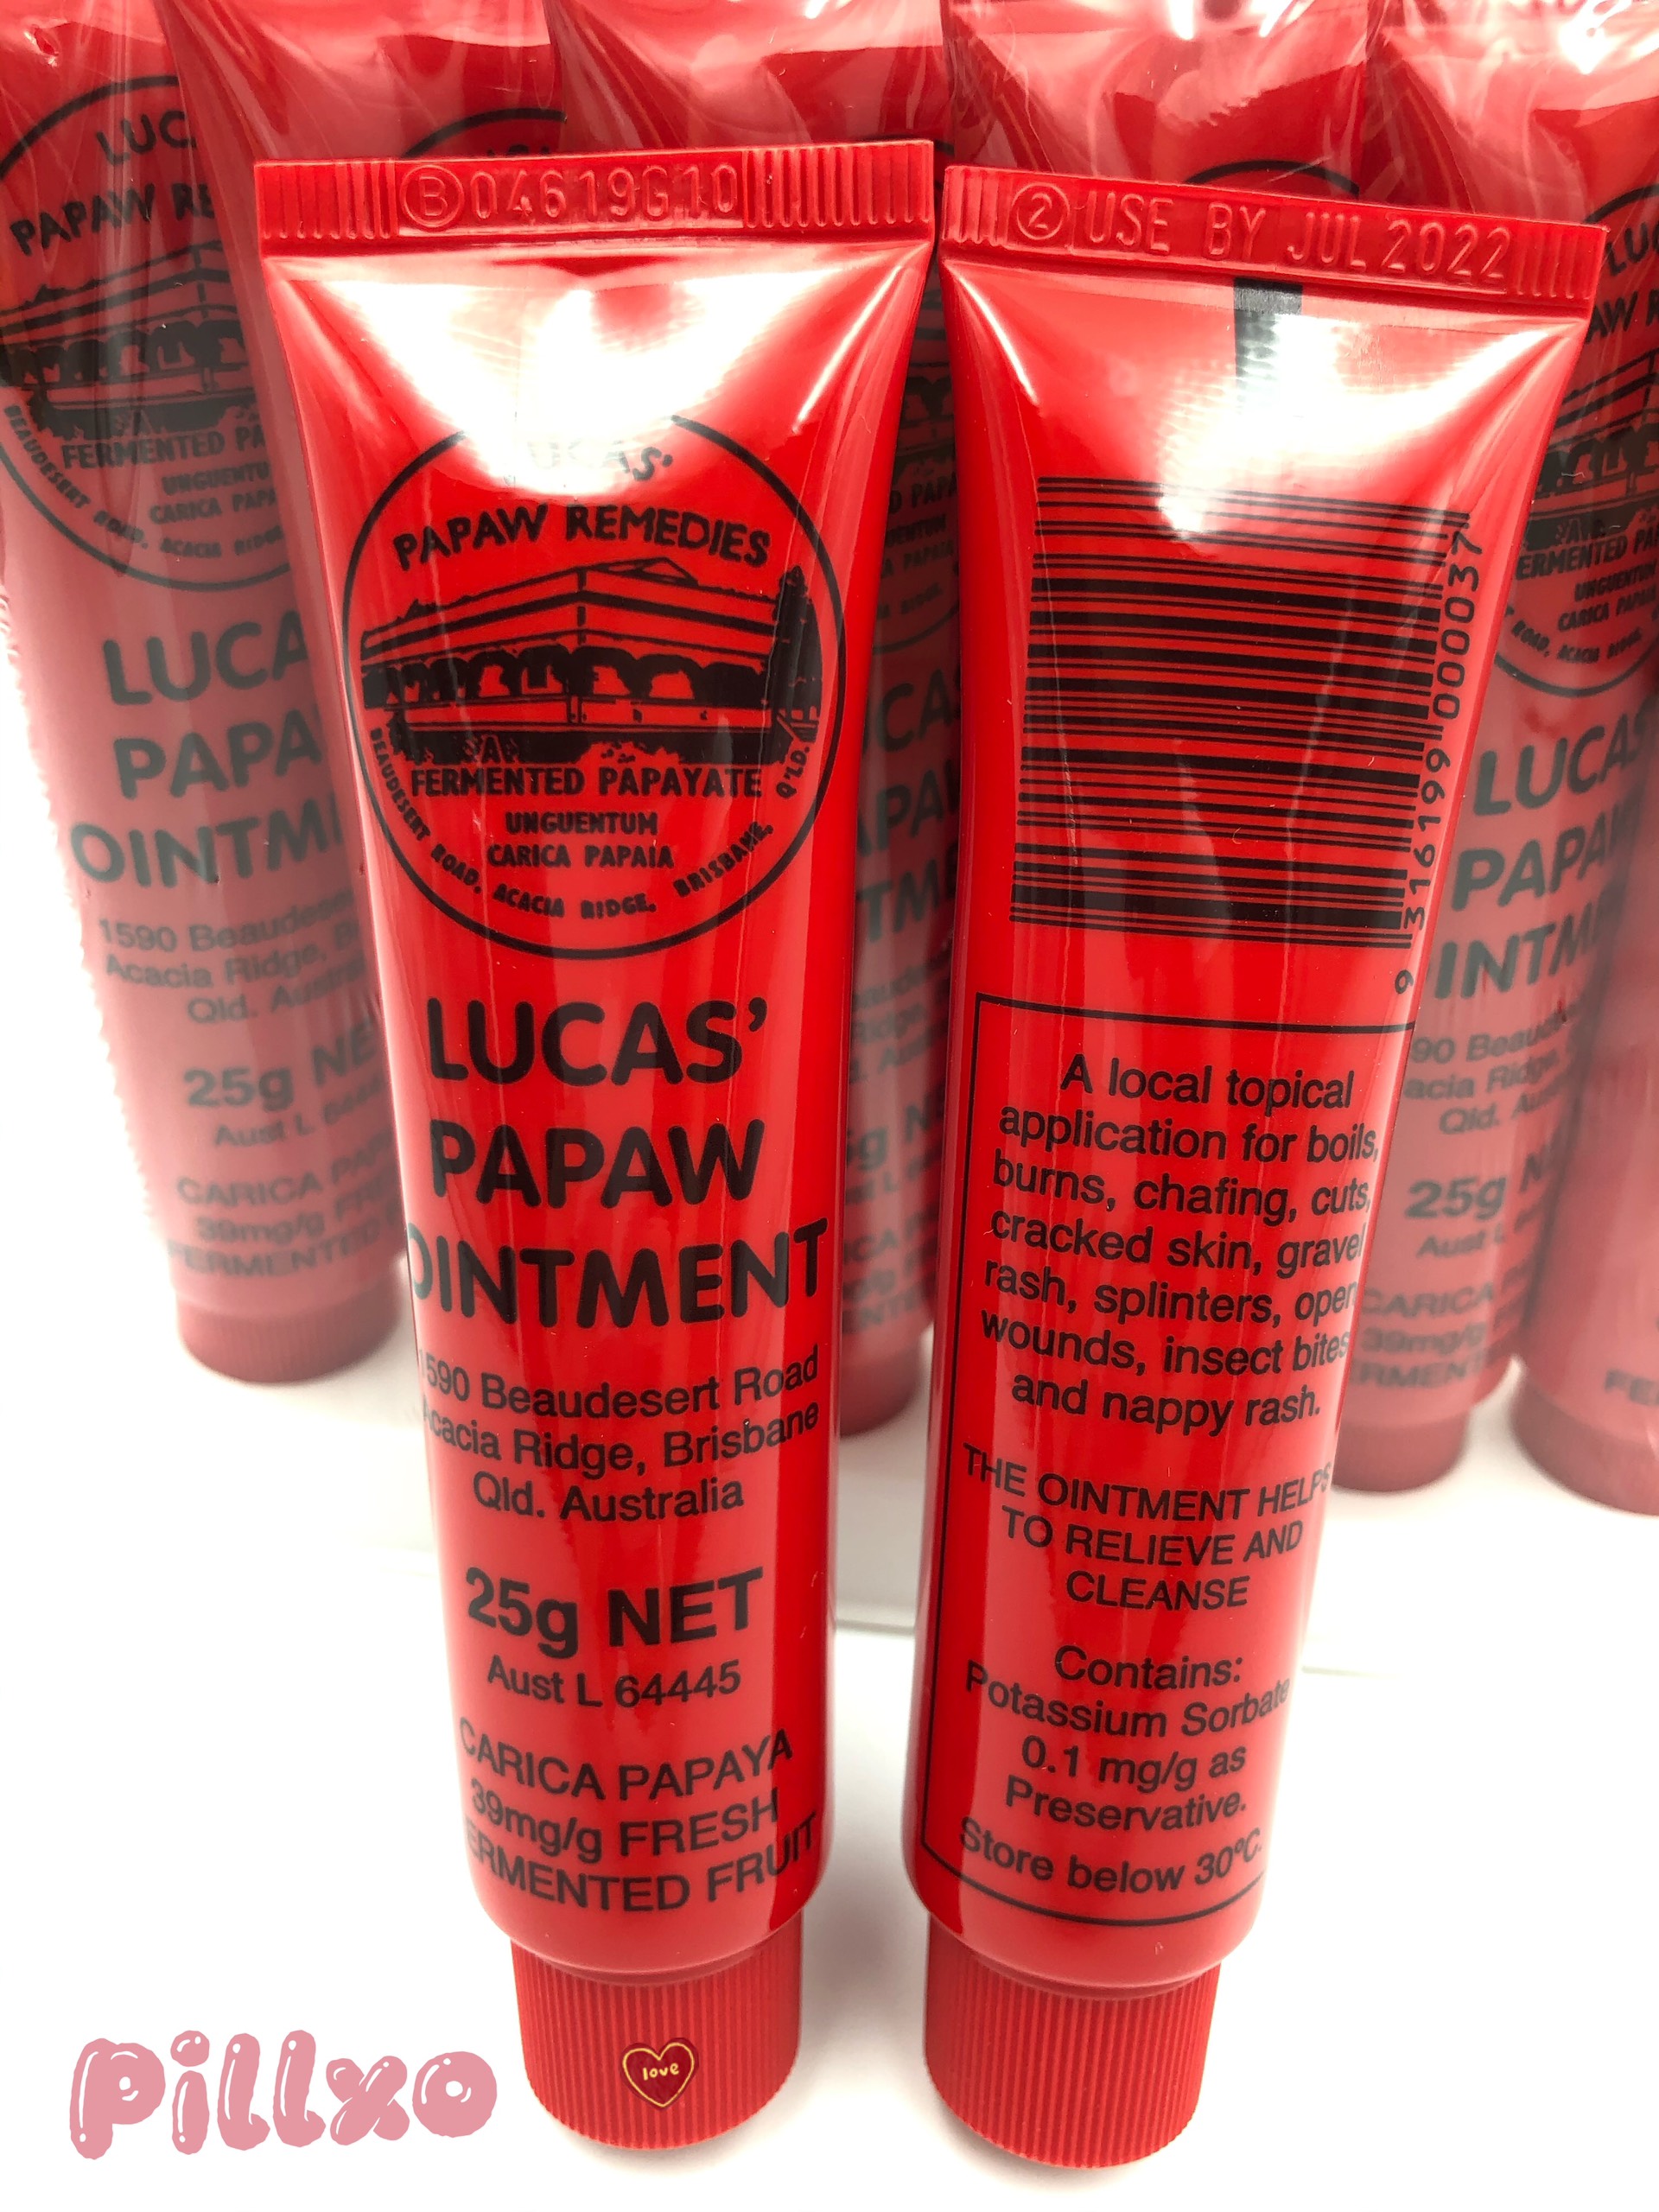 B 04619G10
LUCAS'
PAPAW REMEDIES
FERMENTED PAPAYATE
UNGUENTUM
CARICA PAPAIA
BEAUDESERT ROAD. ACACIA RIDGE. BRISBANE, Q'LD.
LUCAS'
PAPAW
OINTMENT
1590 Beaudesert Road
Acacia Ridge, Brisbane
Qld. Australia
25g NET
Aust L 64445
CARICA PAPAYA
39mg/g FRESH
FERMENTED FRUIT
love
2 USE BY JUL 2022
9 316199 000037
A local topical
application for boils,
burns, chafing, cuts,
cracked skin, gravel
rash, splinters, open
wounds, insect bites
and nappy rash.
THE OINTMENT HELPS
TO RELIEVE AND
CLEANSE
Contains:
Potassium Sorbate
0.1 mg/g as
Preservative.
Store below 30°C.
pillxo